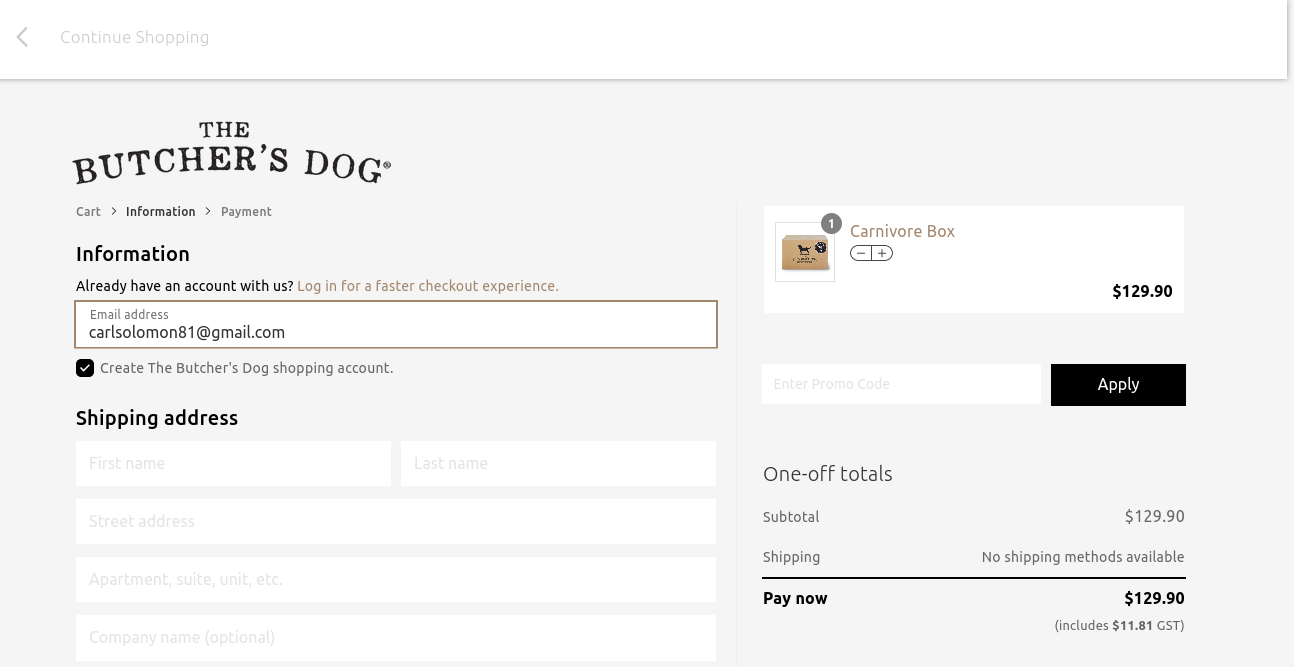 Continue Shopping
THE
BUTCHER'S DOG®
Cart > Information > Payment
Information
Already have an account with us? Log in for a faster checkout experience.
Email address
carlsolomon81@gmail.com
Create The Butcher's Dog shopping account.
Shipping address
First name
Last name
Street address
Apartment, suite, unit, etc.
Company name (optional)
1
Carnivore Box
− +
$129.90
Enter Promo Code
Apply
One-off totals
Subtotal $129.90
Shipping No shipping methods available
Pay now $129.90
(includes $11.81 GST)